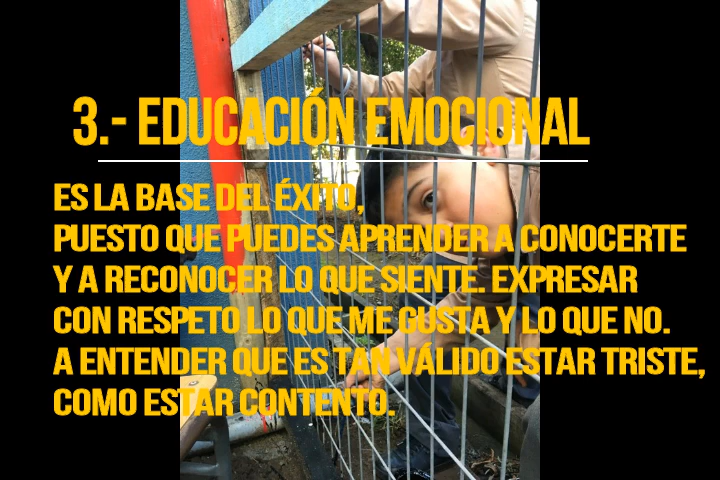 3.- EDUCACIÓN EMOCIONAL
ES LA BASE DEL ÉXITO,
PUESTO QUE PUEDES APRENDER A CONOCERTE
Y A RECONOCER LO QUE SIENTE. EXPRESAR
CON RESPETO LO QUE ME GUSTA Y LO QUE NO.
A ENTENDER QUE ES TAN VÁLIDO ESTAR TRISTE,
COMO ESTAR CONTENTO.